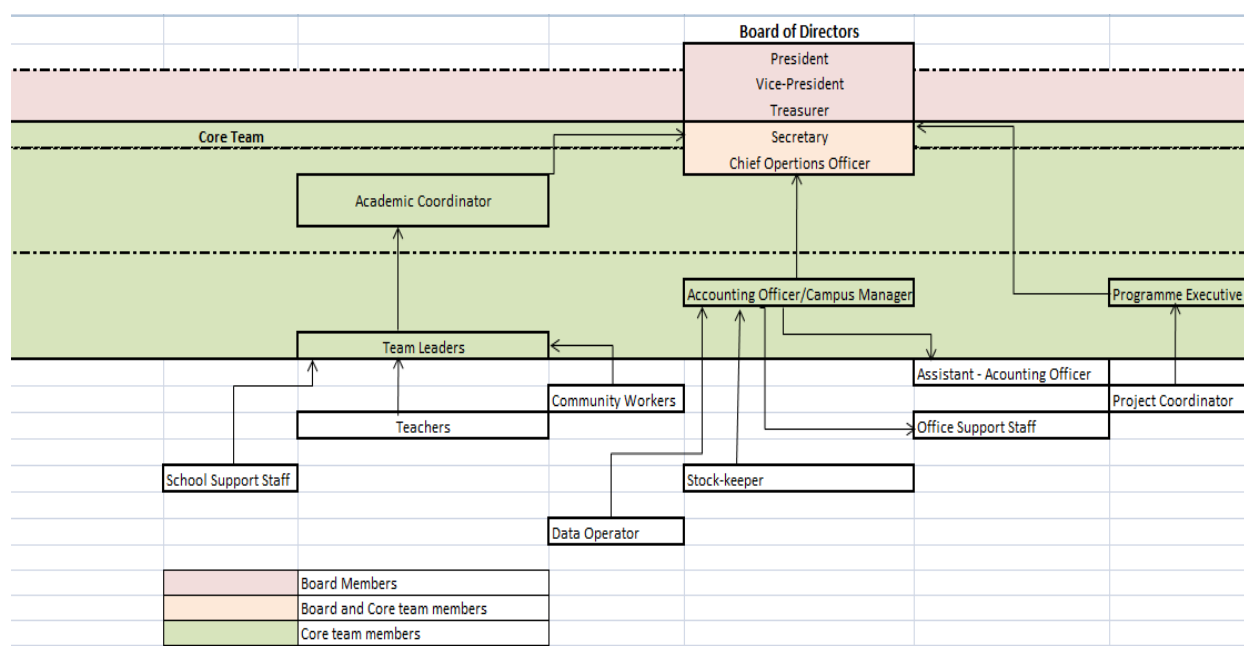 Board of Directors
President
Vice-President
Treasurer
Core Team
Secretary
Chief Opertions Officer
Academic Coordinator
Accounting Officer/Campus Manager
Programme Executive
Team Leaders
Assistant - Acounting Officer
Community Workers
Project Coordinator
Teachers
Office Support Staff
School Support Staff
Stock-keeper
Data Operator
Board Members
Board and Core team members
Core team members